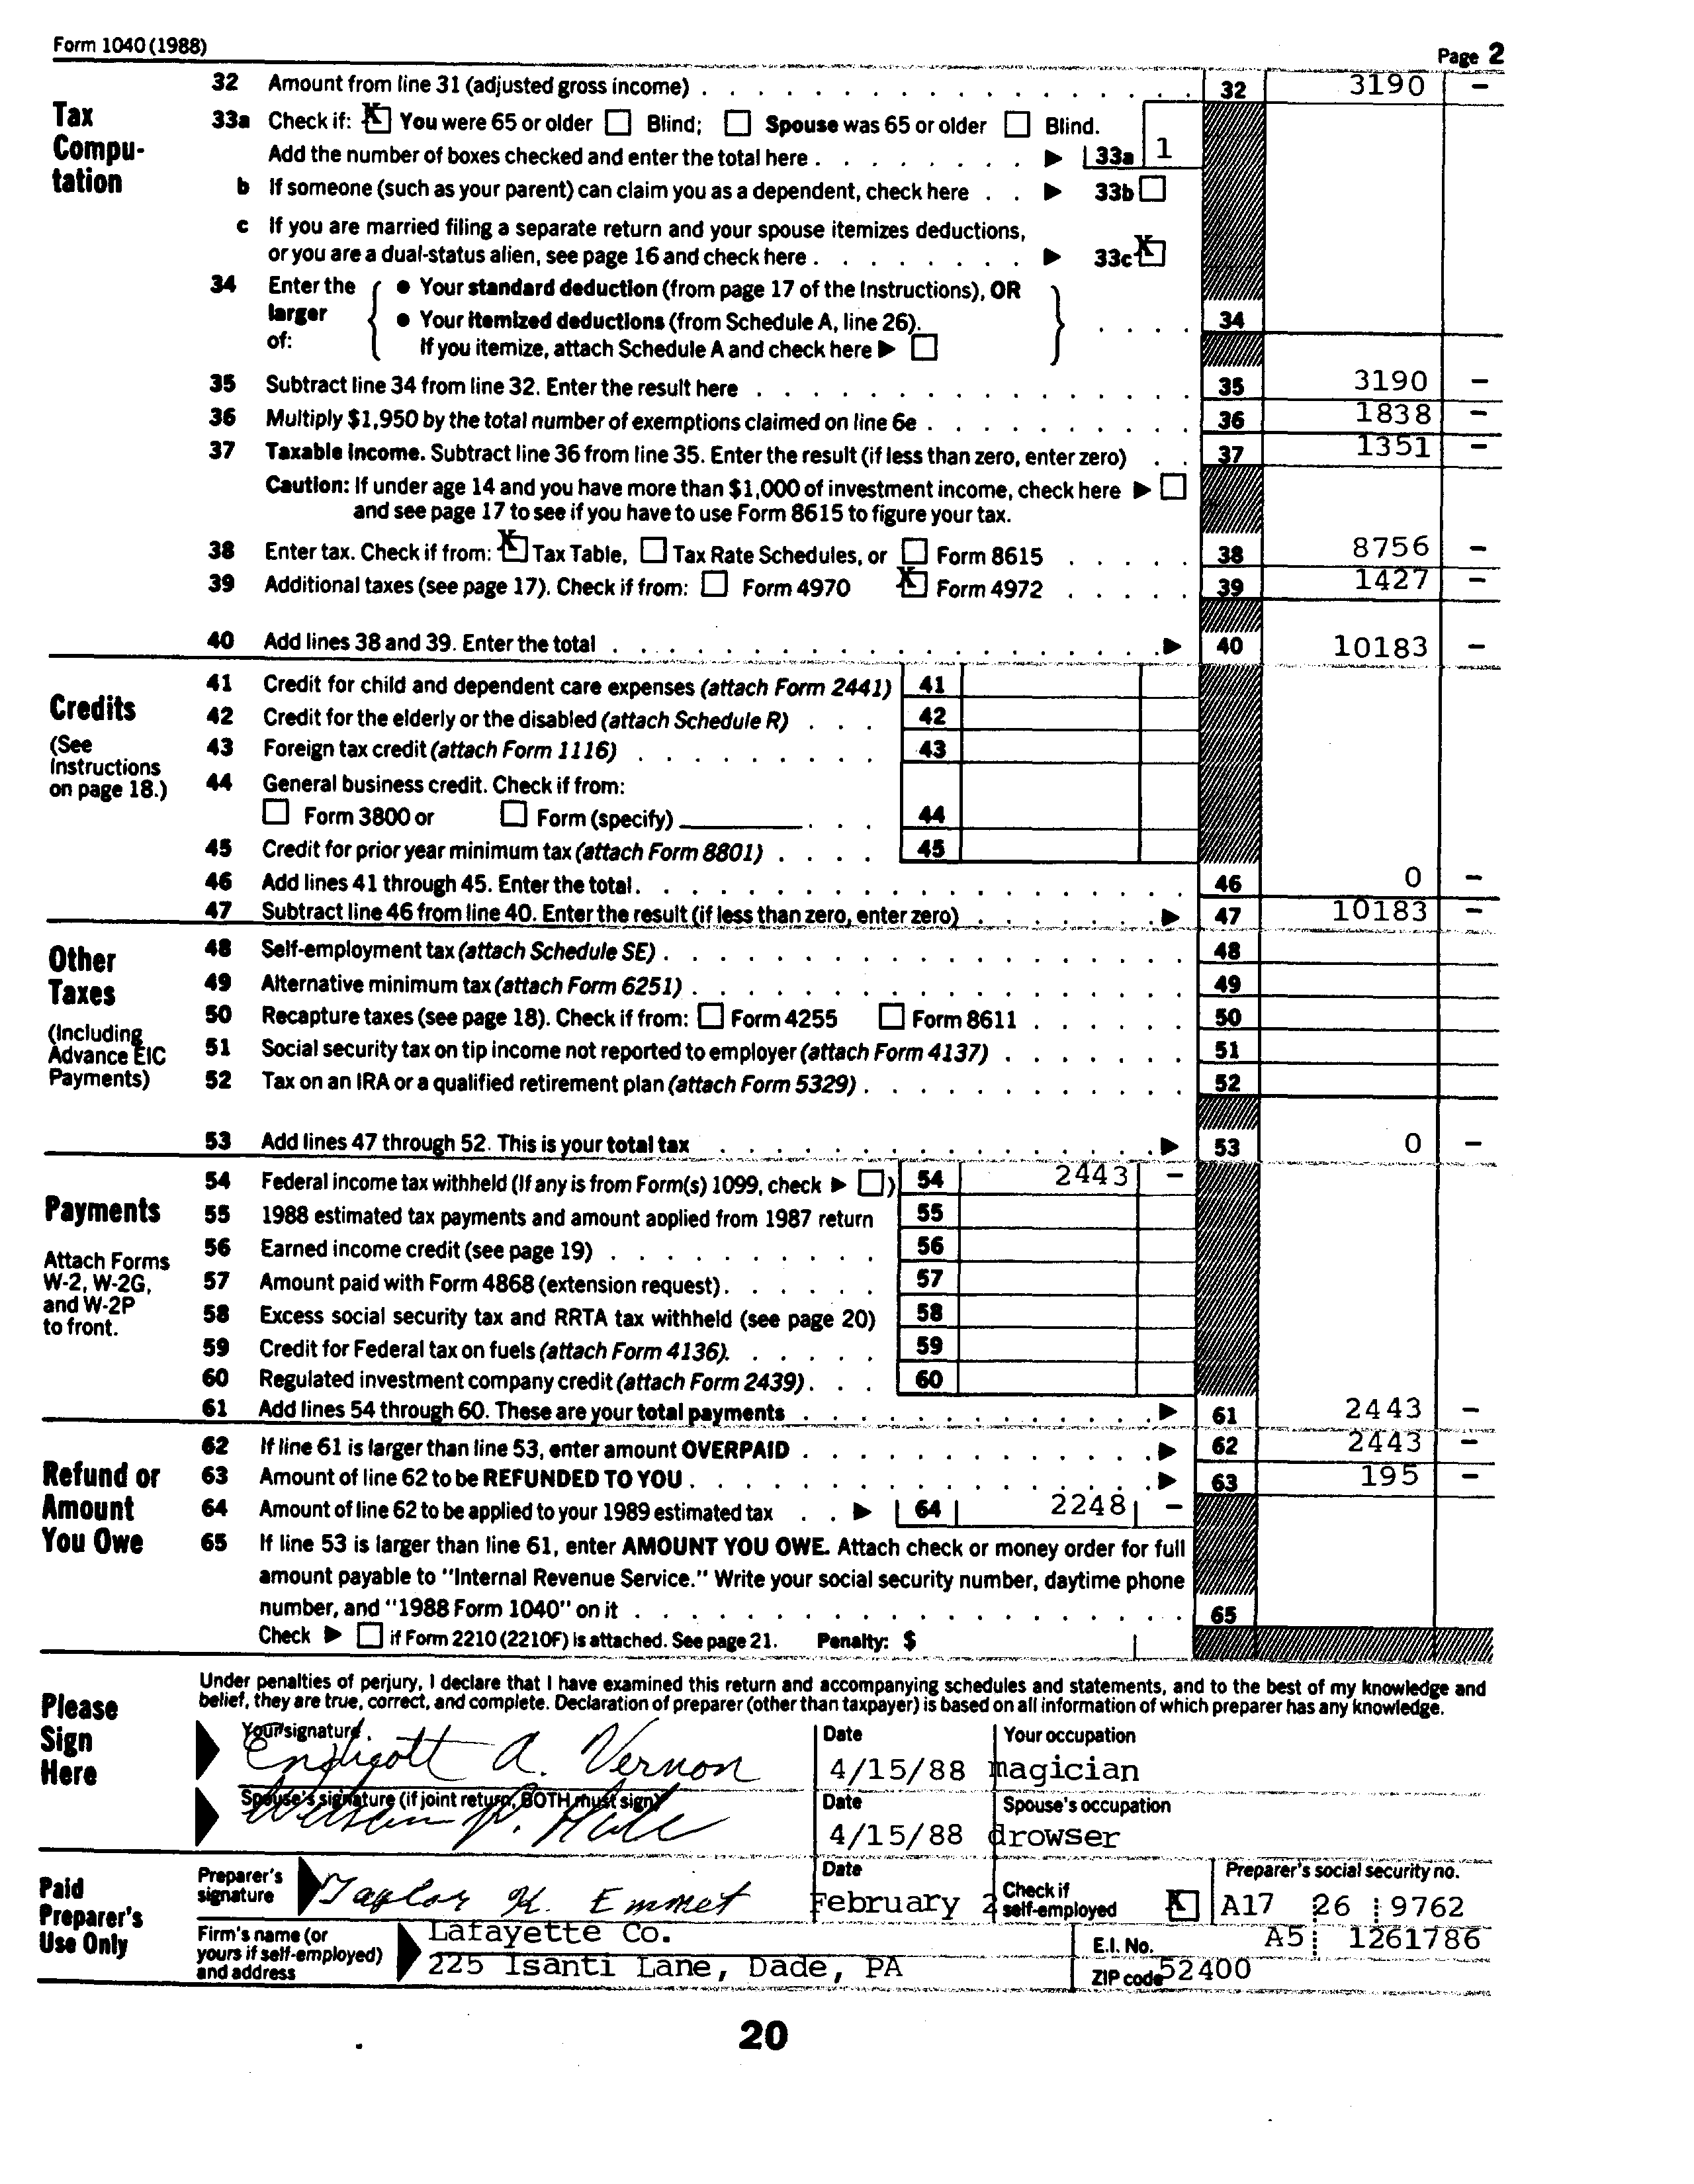 Form 1040 (1988) Page 2
Tax Computation
32 Amount from line 31 (adjusted gross income) 32 3190 –
33a Check if: X You were 65 or older Blind; Spouse was 65 or older Blind.
Add the number of boxes checked and enter the total here 33a 1
b If someone (such as your parent) can claim you as a dependent, check here 33b
c If you are married filing a separate return and your spouse itemizes deductions,
or you are a dual-status alien, see page 16 and check here 33c X
34 Enter the larger of:
• Your standard deduction (from page 17 of the Instructions), OR
• Your itemized deductions (from Schedule A, line 26).
If you itemize, attach Schedule A and check here 34
35 Subtract line 34 from line 32. Enter the result here 35 3190 –
36 Multiply $1,950 by the total number of exemptions claimed on line 6e 36 1838 –
37 Taxable income. Subtract line 36 from line 35. Enter the result (if less than zero, enter zero) 37 1351 –
Caution: If under age 14 and you have more than $1,000 of investment income, check here
and see page 17 to see if you have to use Form 8615 to figure your tax.
38 Enter tax. Check if from: X Tax Table, Tax Rate Schedules, or Form 8615 38 8756 –
39 Additional taxes (see page 17). Check if from: Form 4970 X Form 4972 39 1427 –
40 Add lines 38 and 39. Enter the total 40 10183 –
Credits
(See Instructions on page 18.)
41 Credit for child and dependent care expenses (attach Form 2441) 41
42 Credit for the elderly or the disabled (attach Schedule R) 42
43 Foreign tax credit (attach Form 1116) 43
44 General business credit. Check if from:
Form 3800 or Form (specify) 44
45 Credit for prior year minimum tax (attach Form 8801) 45
46 Add lines 41 through 45. Enter the total 46 0 –
47 Subtract line 46 from line 40. Enter the result (if less than zero, enter zero) 47 10183 –
Other Taxes
(Including Advance EIC Payments)
48 Self-employment tax (attach Schedule SE) 48
49 Alternative minimum tax (attach Form 6251) 49
50 Recapture taxes (see page 18). Check if from: Form 4255 Form 8611 50
51 Social security tax on tip income not reported to employer (attach Form 4137) 51
52 Tax on an IRA or a qualified retirement plan (attach Form 5329) 52
53 Add lines 47 through 52. This is your total tax 53 0 –
Payments
Attach Forms W-2, W-2G, and W-2P to front.
54 Federal income tax withheld (If any is from Form(s) 1099, check ) 54 2443 –
55 1988 estimated tax payments and amount applied from 1987 return 55
56 Earned income credit (see page 19) 56
57 Amount paid with Form 4868 (extension request) 57
58 Excess social security tax and RRTA tax withheld (see page 20) 58
59 Credit for Federal tax on fuels (attach Form 4136) 59
60 Regulated investment company credit (attach Form 2439) 60
61 Add lines 54 through 60. These are your total payments 61 2443 –
Refund or Amount You Owe
62 If line 61 is larger than line 53, enter amount OVERPAID 62 2443 –
63 Amount of line 62 to be REFUNDED TO YOU 63 195 –
64 Amount of line 62 to be applied to your 1989 estimated tax 64 2248 –
65 If line 53 is larger than line 61, enter AMOUNT YOU OWE. Attach check or money order for full
amount payable to "Internal Revenue Service." Write your social security number, daytime phone
number, and "1988 Form 1040" on it 65
Check if Form 2210 (2210F) is attached. See page 21. Penalty: $
Please Sign Here
Under penalties of perjury, I declare that I have examined this return and accompanying schedules and statements, and to the best of my knowledge and
belief, they are true, correct, and complete. Declaration of preparer (other than taxpayer) is based on all information of which preparer has any knowledge.
Your signature Date Your occupation
Endigott A. Vernon 4/15/88 magician
Spouse's signature (if joint return, BOTH must sign) Date Spouse's occupation
P. 4/15/88 drowser
Paid Preparer's Use Only
Preparer's signature Date Check if self-employed Preparer's social security no.
Taylor K. Emmet February 2 X A17 26 9762
Firm's name (or yours if self-employed) and address
Lafayette Co. E.I. No. A5 1261786
225 Isanti Lane, Dade, PA ZIP code 52400
20